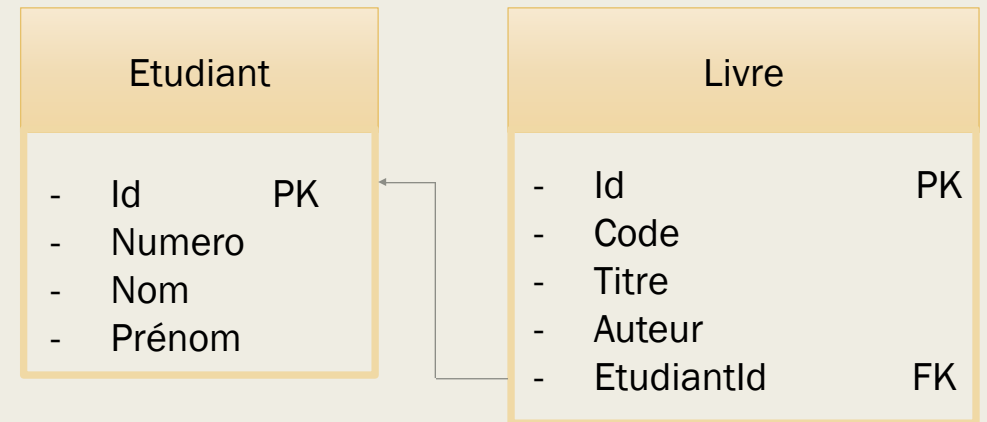 Etudiant
- Id PK
- Numero
- Nom
- Prénom
Livre
- Id PK
- Code
- Titre
- Auteur
- EtudiantId FK